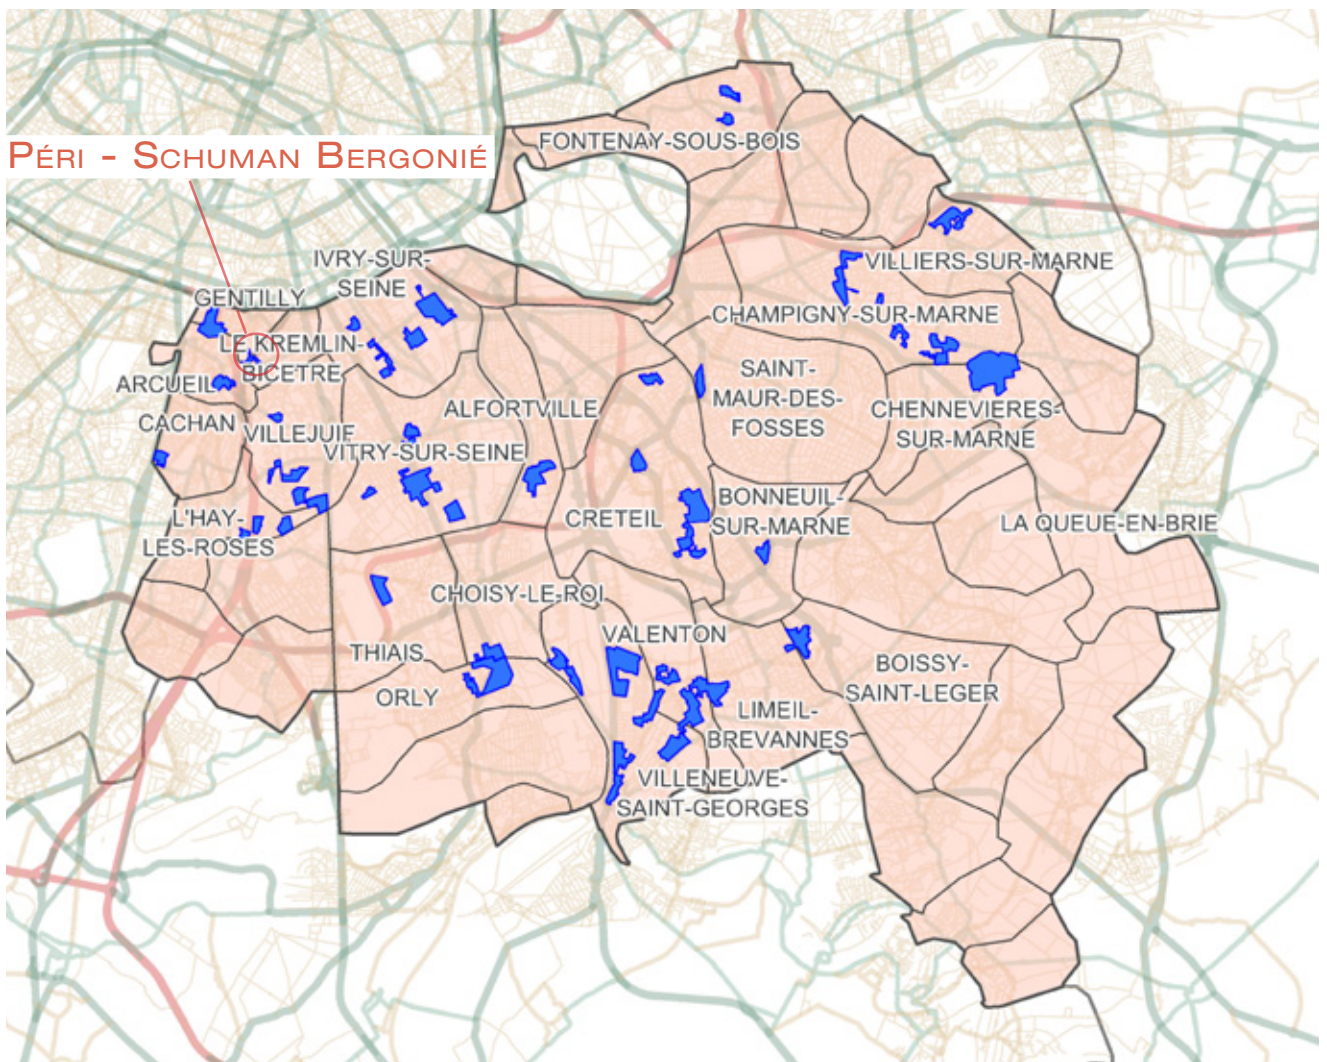 FONTENAY-SOUS-BOIS
PÉRI - SCHUMAN BERGONIÉ
IVRY-SUR-
SEINE
VILLIERS-SUR-MARNE
GENTILLY
CHAMPIGNY-SUR-MARNE
LE KREMLIN-
BICETRE
ARCUEIL
SAINT-
MAUR-DES-
FOSSES
CACHAN
ALFORTVILLE
CHENNEVIERES-
SUR-MARNE
VILLEJUIF
VITRY-SUR-SEINE
L'HAY-
LES-ROSES
CRETEIL
BONNEUIL-
SUR-MARNE
LA QUEUE-EN-BRIE
CHOISY-LE-ROI
THIAIS
VALENTON
ORLY
BOISSY-
SAINT-LEGER
LIMEIL-
BREVANNES
VILLENEUVE-
SAINT-GEORGES